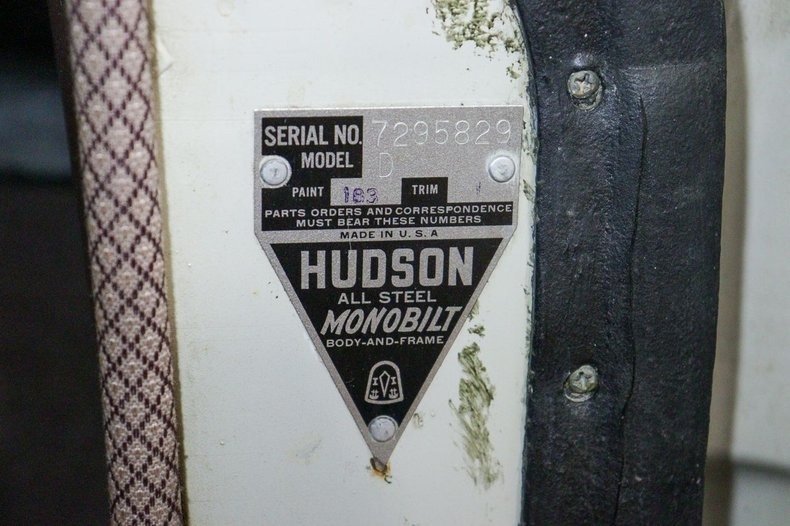 SERIAL NO. 7295829
MODEL D
PAINT 183 TRIM 1
PARTS ORDERS AND CORRESPONDENCE
MUST BEAR THESE NUMBERS
MADE IN U.S.A
HUDSON
ALL STEEL
MONOBILT
BODY-AND-FRAME